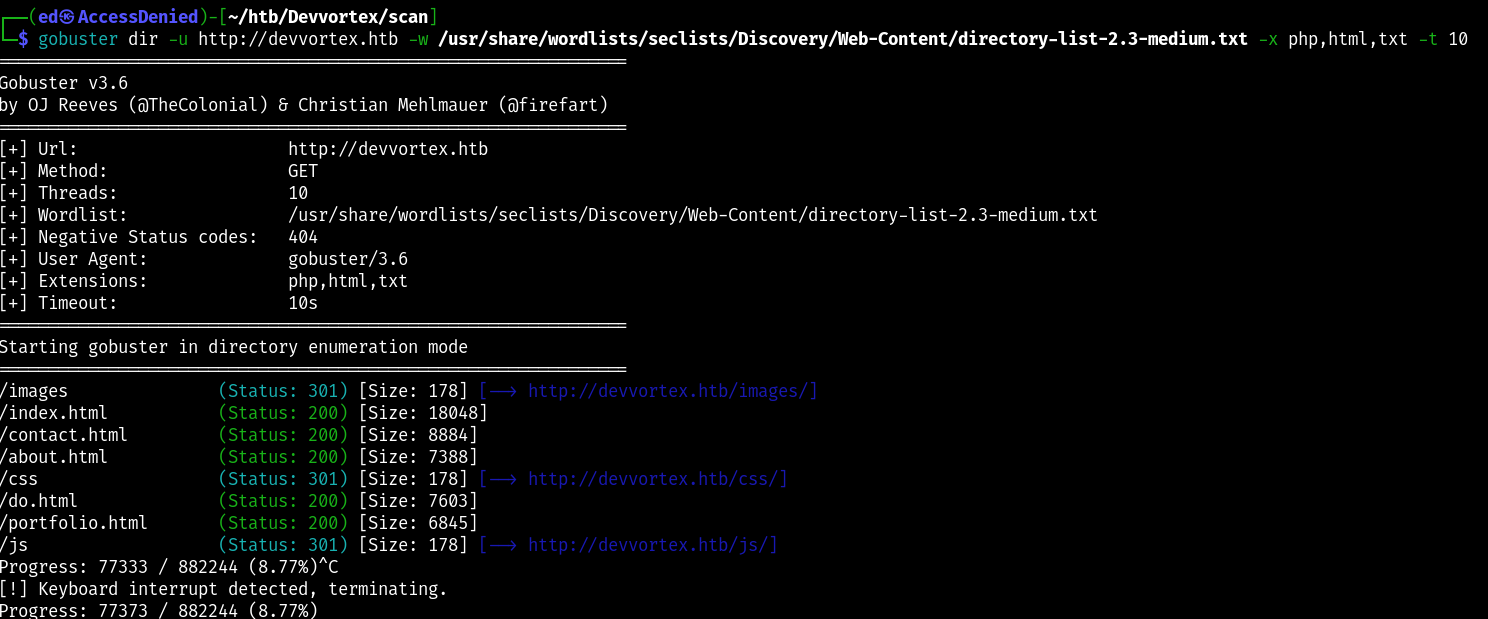 ┌──(ed㉿AccessDenied)-[~/htb/Devvortex/scan]
└─$ gobuster dir -u http://devvortex.htb -w /usr/share/wordlists/seclists/Discovery/Web-Content/directory-list-2.3-medium.txt -x php,html,txt -t 10
===============================================================
Gobuster v3.6
by OJ Reeves (@TheColonial) & Christian Mehlmauer (@firefart)
===============================================================
[+] Url:                     http://devvortex.htb
[+] Method:                  GET
[+] Threads:                 10
[+] Wordlist:                /usr/share/wordlists/seclists/Discovery/Web-Content/directory-list-2.3-medium.txt
[+] Negative Status codes:   404
[+] User Agent:              gobuster/3.6
[+] Extensions:              php,html,txt
[+] Timeout:                 10s
===============================================================
Starting gobuster in directory enumeration mode
===============================================================
/images               (Status: 301) [Size: 178] [--> http://devvortex.htb/images/]
/index.html           (Status: 200) [Size: 18048]
/contact.html         (Status: 200) [Size: 8884]
/about.html           (Status: 200) [Size: 7388]
/css                  (Status: 301) [Size: 178] [--> http://devvortex.htb/css/]
/do.html              (Status: 200) [Size: 7603]
/portfolio.html       (Status: 200) [Size: 6845]
/js                   (Status: 301) [Size: 178] [--> http://devvortex.htb/js/]
Progress: 77333 / 882244 (8.77%)^C
[!] Keyboard interrupt detected, terminating.
Progress: 77373 / 882244 (8.77%)